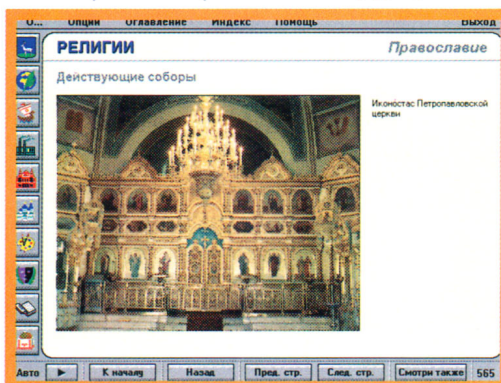 О... Опции Оглавление Индекс Помощь Выход
РЕЛИГИИ Православие
Действующие соборы
Иконостас Петропавловской
церкви
Авто К началу Назад Пред. стр. След. стр. Смотри также 565